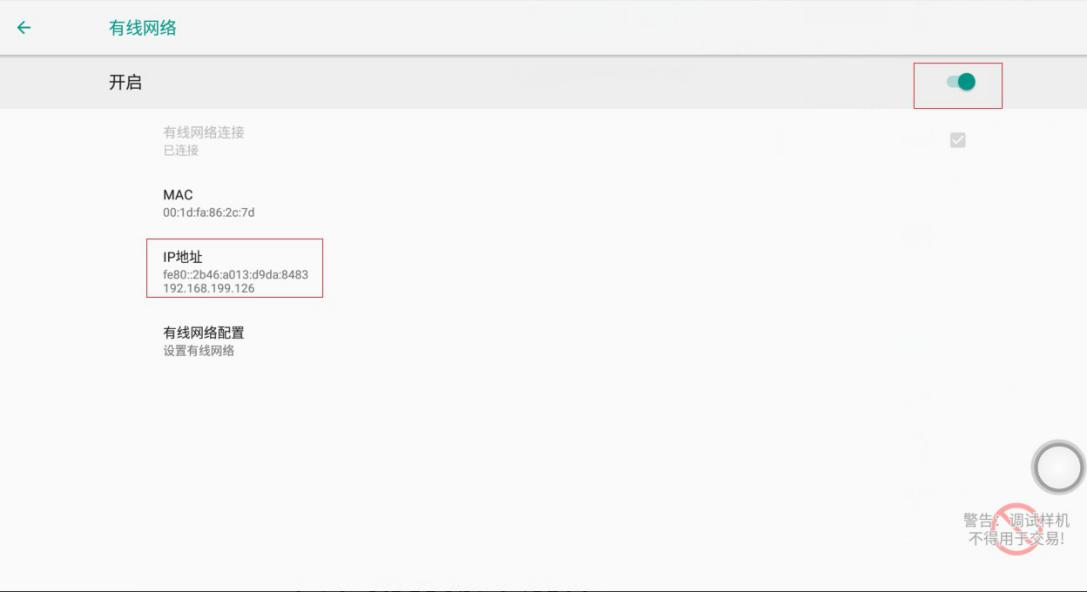 有线网络
开启
有线网络连接
已连接
MAC
00:1d:fa:86:2c:7d
IP地址
fe80::2b46:a013:d9da:8483
192.168.199.126
有线网络配置
设置有线网络
警告：调试样机
不得用于交易!